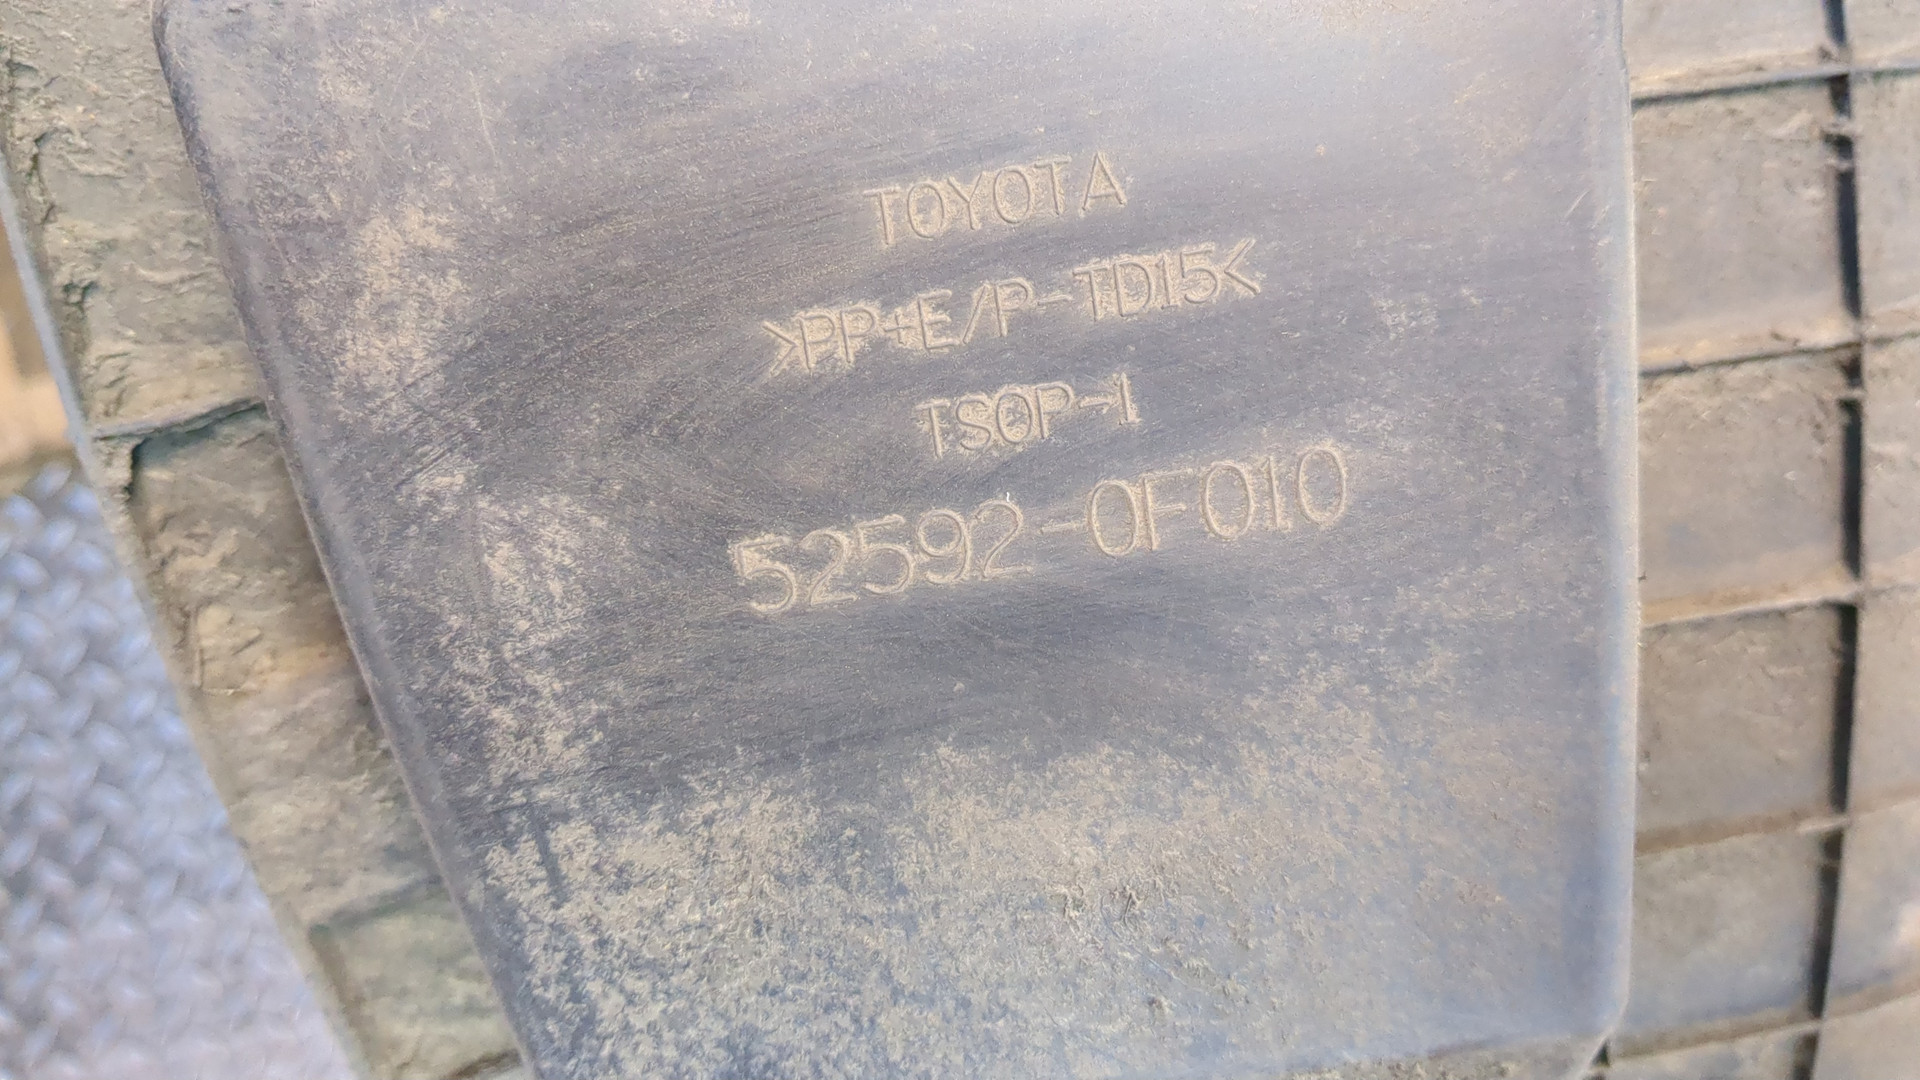 TOYOTA
>PP+E/P-TD15<
TSOP-1
52592-0F010